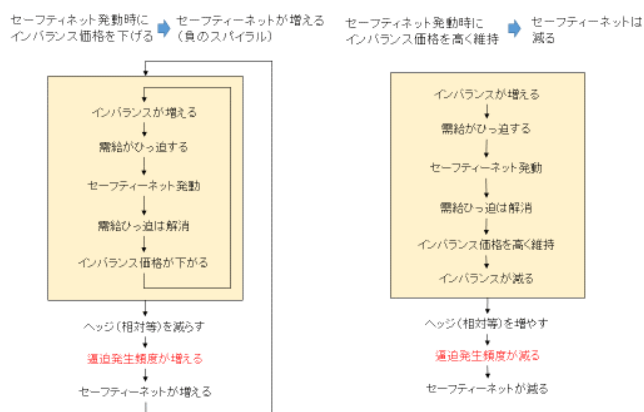 セーフティネット発動時に
インバランス価格を下げる
セーフティーネットが増える
(負のスパイラル)
インバランスが増える
需給がひっ迫する
セーフティーネット発動
需給ひっ迫は解消
インバランス価格が下がる
ヘッジ(相対等)を減らす
逼迫発生頻度が増える
セーフティネットが増える
セーフティネット発動時に
インバランス価格を高く維持
セーフティーネットは
減る
インバランスが増える
需給がひっ迫する
セーフティーネット発動
需給ひっ迫は解消
インバランス価格を高く維持
インバランスが減る
ヘッジ(相対等)を増やす
逼迫発生頻度が減る
セーフティネットが減る